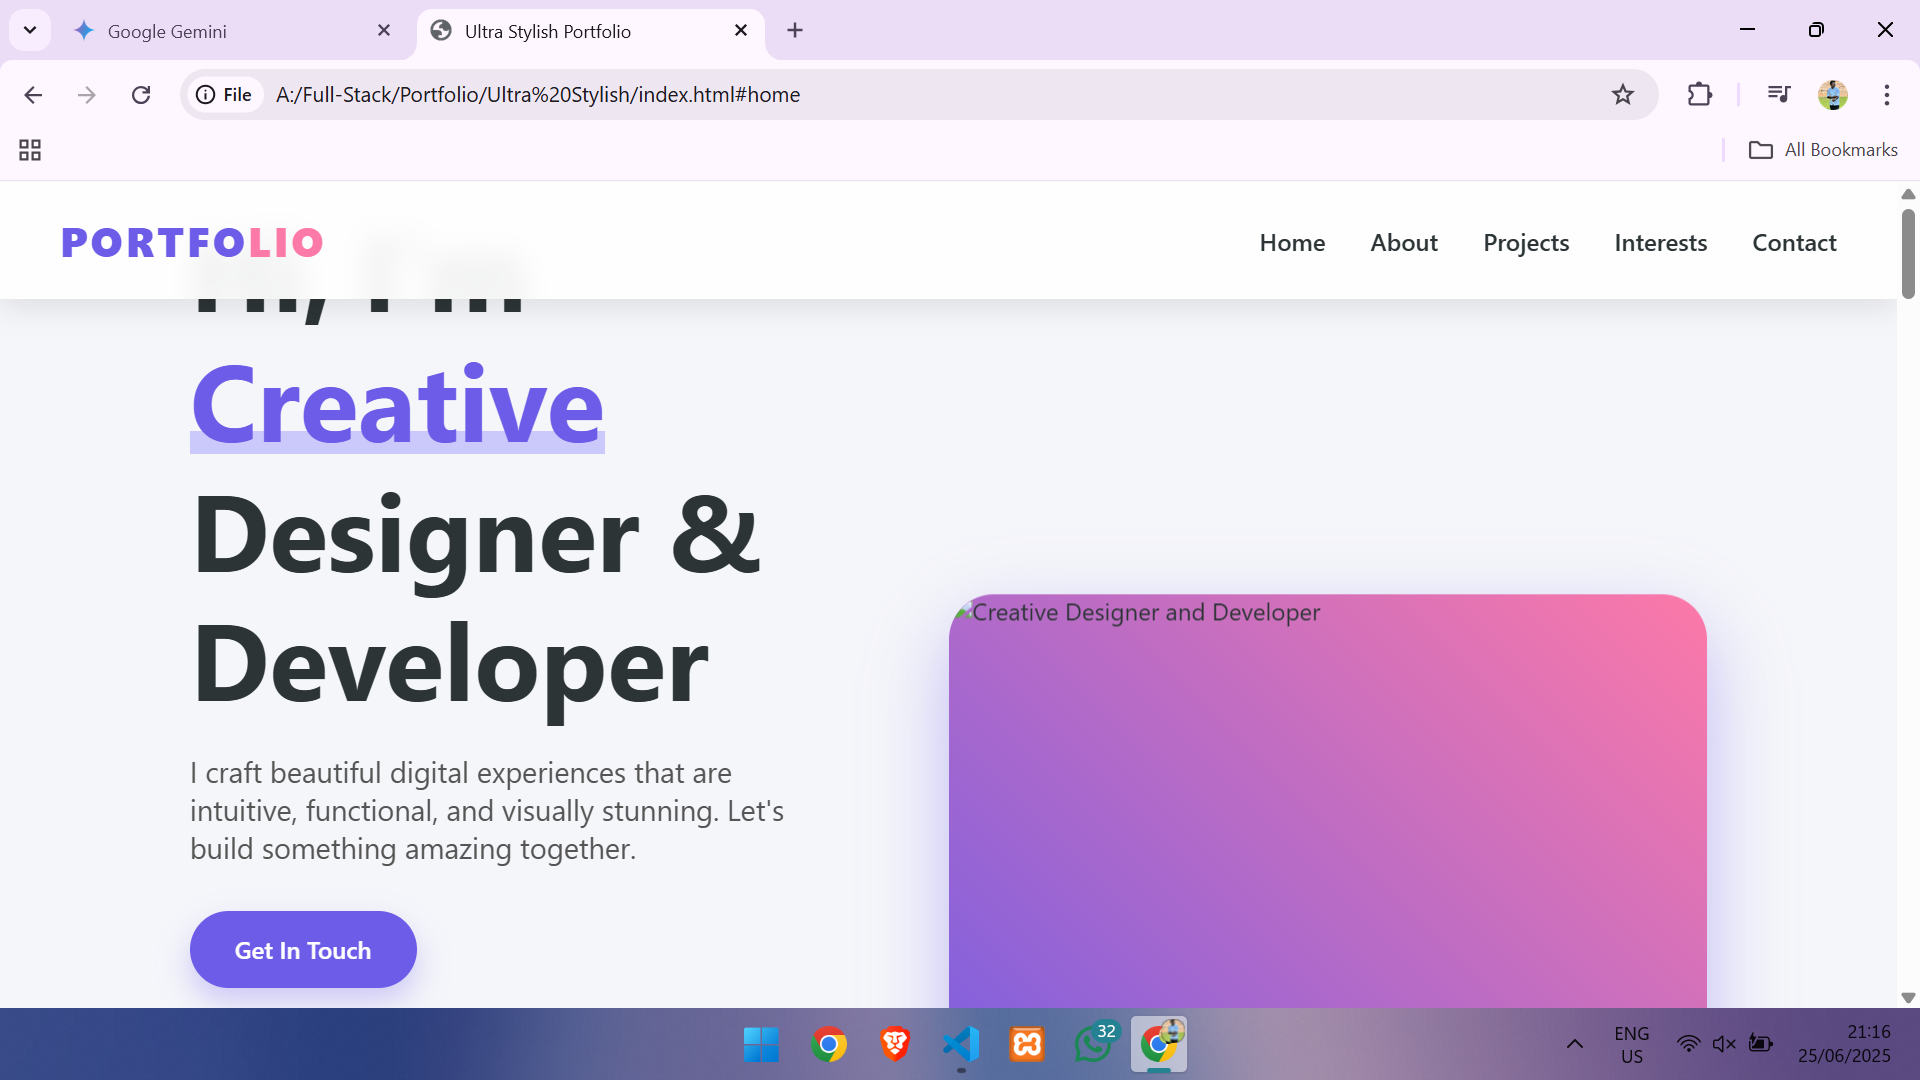 Google Gemini
Ultra Stylish Portfolio
File
A:/Full-Stack/Portfolio/Ultra%20Stylish/index.html#home
All Bookmarks
PORTFOLIO
Home
About
Projects
Interests
Contact
Hi, I'm
Creative
Designer &
Developer
I craft beautiful digital experiences that are
intuitive, functional, and visually stunning. Let's
build something amazing together.
Get In Touch
Creative Designer and Developer
32
ENG
US
21:16
25/06/2025